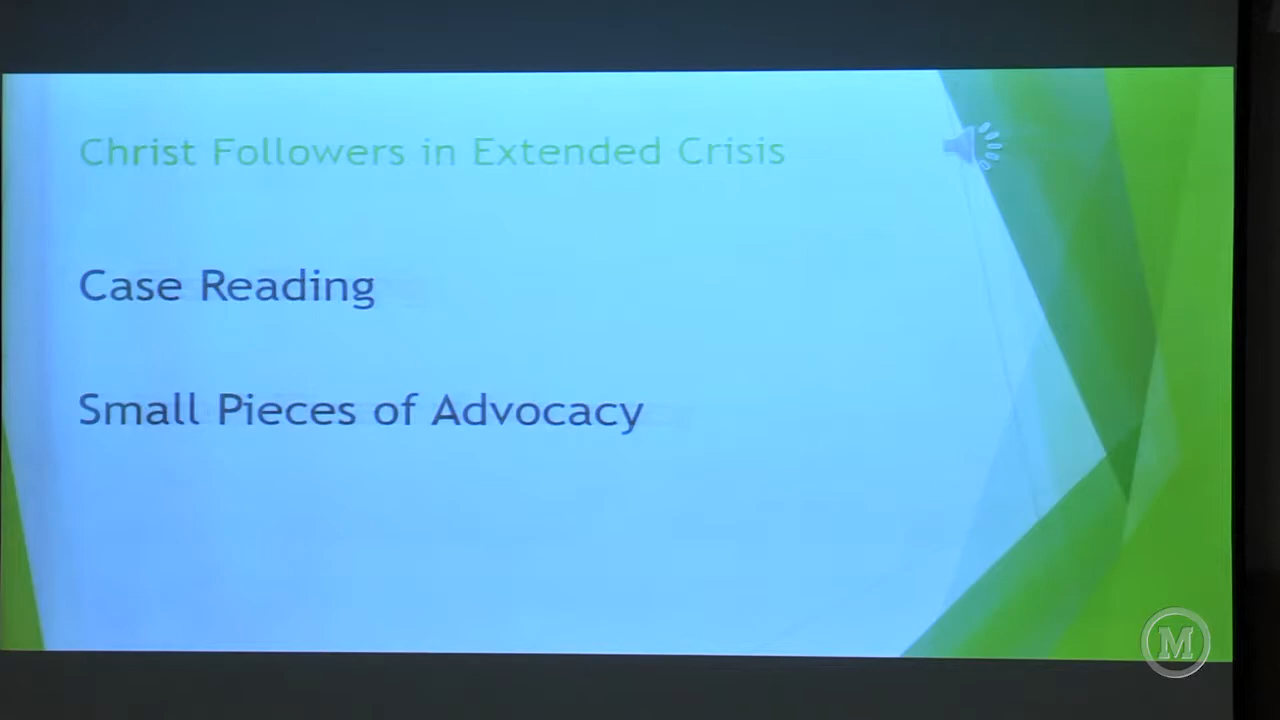 Christ Followers in Extended Crisis
Case Reading
Small Pieces of Advocacy
M